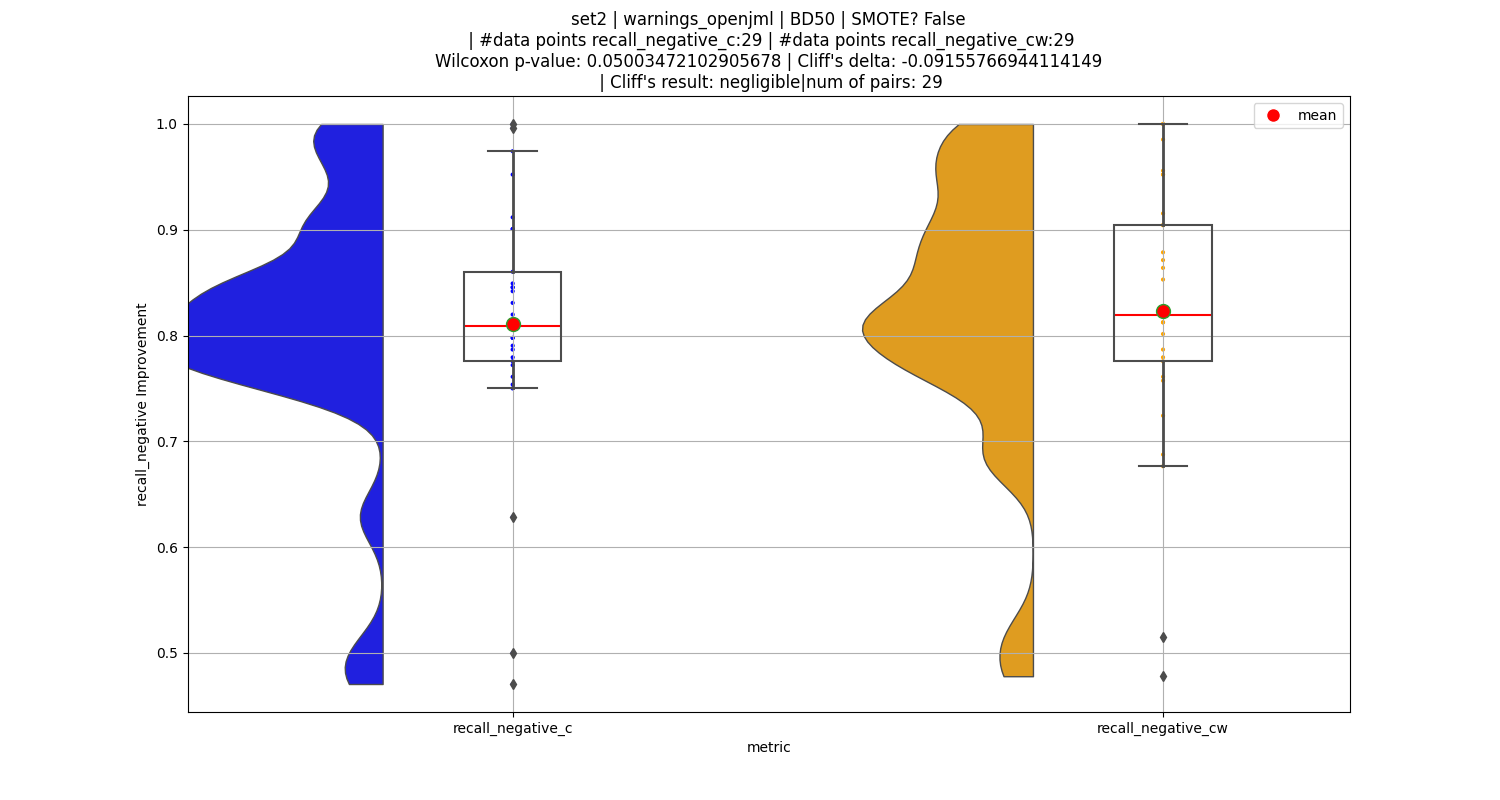 set2 | warnings_openjml | BD50 | SMOTE? False
| #data points recall_negative_c:29 | #data points recall_negative_cw:29
Wilcoxon p-value: 0.05003472102905678 | Cliff's delta: -0.09155766944114149
| Cliff's result: negligible|num of pairs: 29
mean
1.0
0.9
0.8
0.7
0.6
0.5
recall_negative Improvement
recall_negative_c
recall_negative_cw
metric